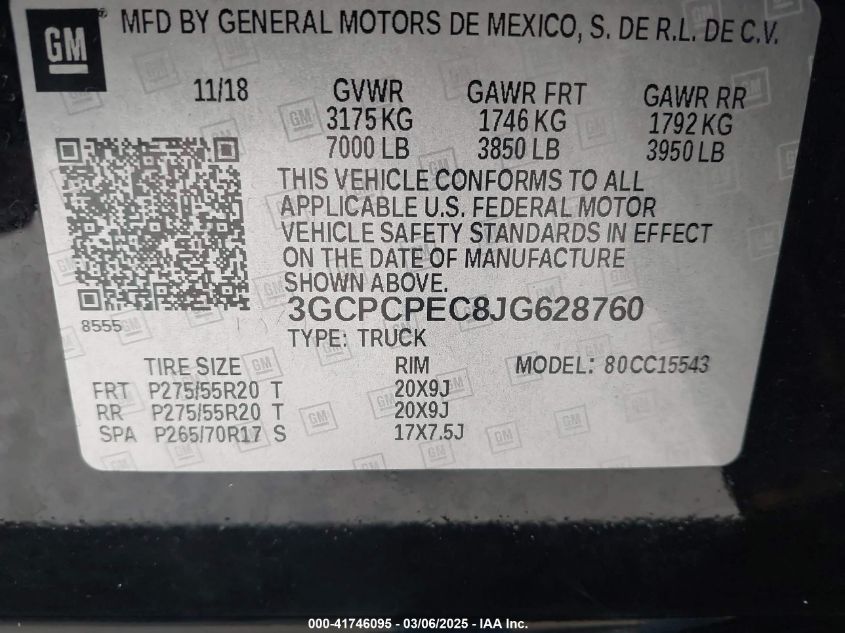 GM
MFD BY GENERAL MOTORS DE MEXICO, S. DE R.L. DE C.V.
11/18 GVWR GAWR FRT GAWR RR
3175 KG 1746 KG 1792 KG
7000 LB 3850 LB 3950 LB
THIS VEHICLE CONFORMS TO ALL
APPLICABLE U.S. FEDERAL MOTOR
VEHICLE SAFETY STANDARDS IN EFFECT
ON THE DATE OF MANUFACTURE
SHOWN ABOVE.
3GCPCPEC8JG628760
8555
TYPE: TRUCK
TIRE SIZE RIM MODEL: 80CC15543
FRT P275/55R20 T 20X9J
RR P275/55R20 T 20X9J
SPA P265/70R17 S 17X7.5J
000-41746095 - 03/06/2025 - IAA Inc.